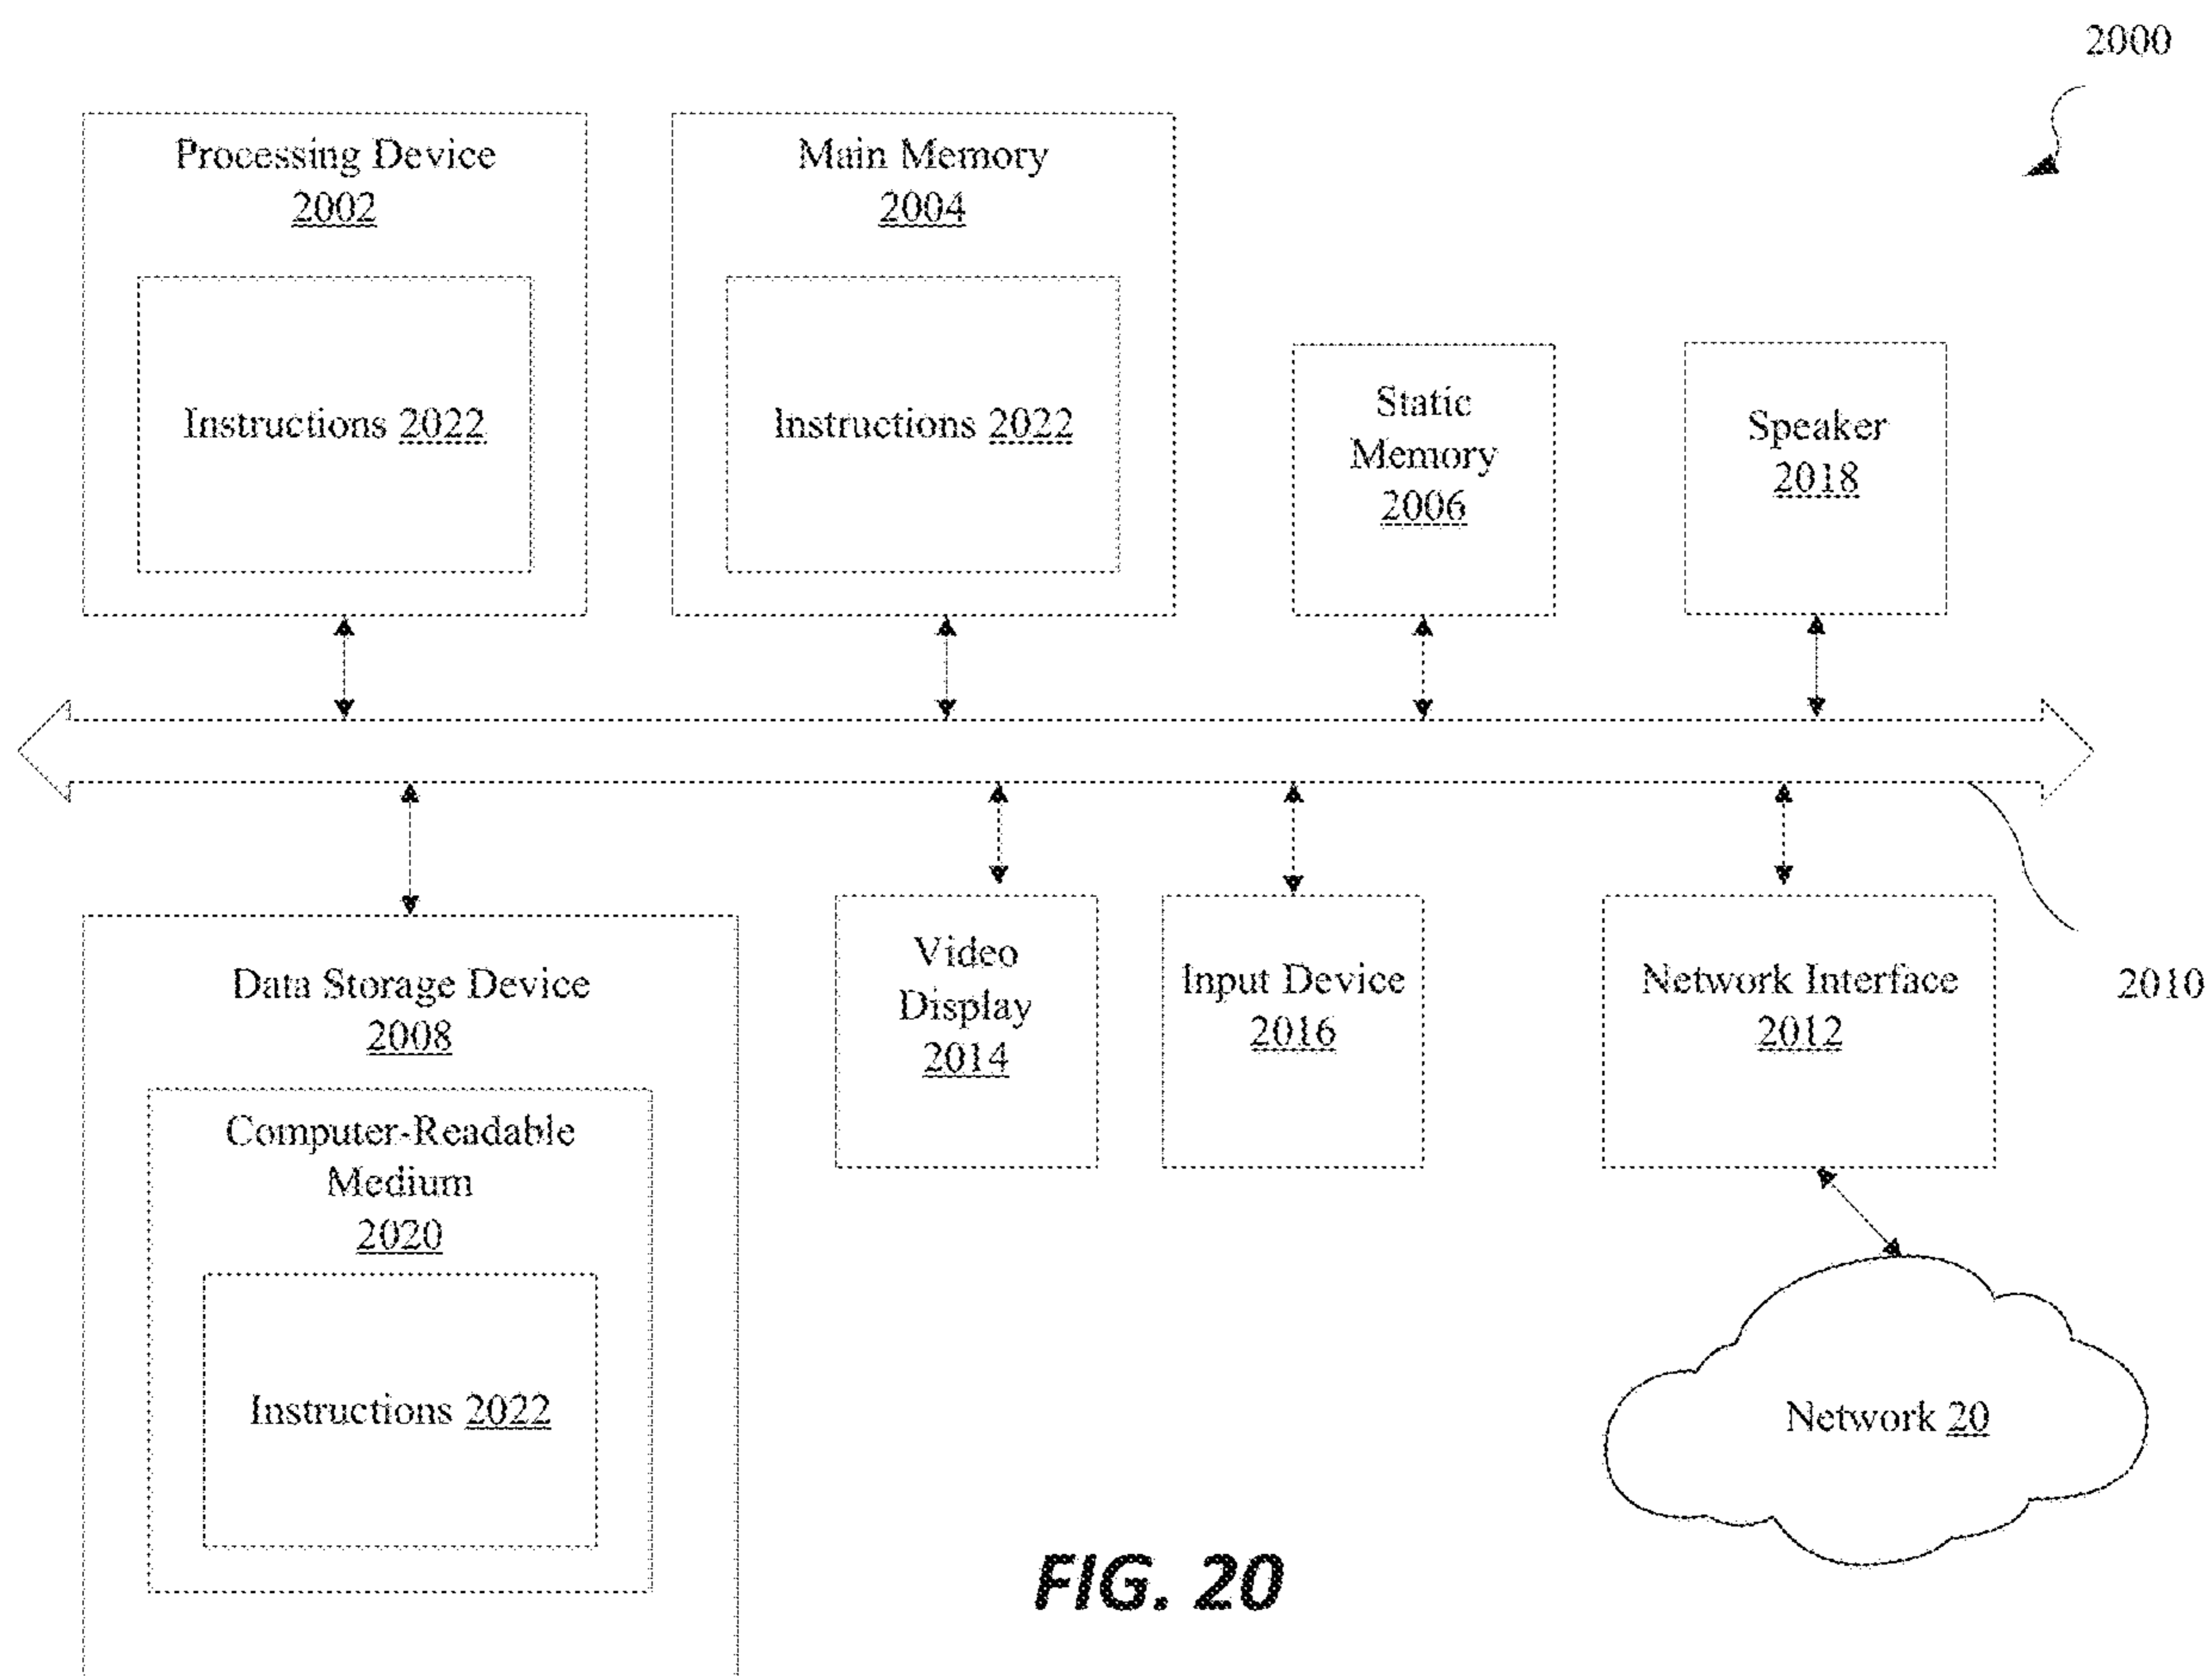 2000
Processing Device
2002
Instructions 2022
Main Memory
2004
Instructions 2022
Static
Memory
2006
Speaker
2018
2010
Data Storage Device
2008
Computer-Readable
Medium
2020
Instructions 2022
Video
Display
2014
Input Device
2016
Network Interface
2012
Network 20
FIG. 20